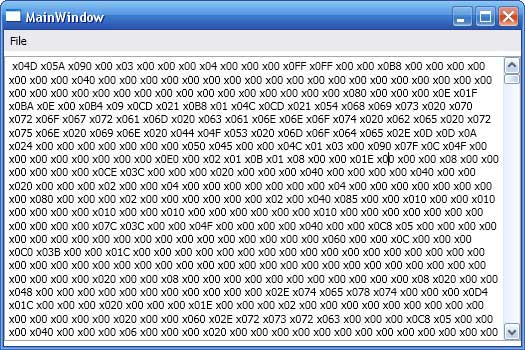 MainWindow
File
x04D x05A x090 x00 x03 x00 x00 x00 x04 x00 x00 x00 x0FF x0FF x00 x00 x0B8 x00 x00 x00 x00
x00 x00 x00 x040 x00 x00 x00 x00 x00 x00 x00 x00 x00 x00 x00 x00 x00 x00 x00 x00 x00
x00 x00 x00 x00 x00 x00 x00 x00 x00 x00 x00 x00 x00 x00 x00 x080 x00 x00 x00 x0E x01F
x0BA x0E x00 x0B4 x09 x0CD x021 x0B8 x01 x04C x0CD x021 x054 x068 x069 x073 x020 x070
x072 x06F x067 x072 x061 x06D x020 x063 x061 x06E x06E x06F x074 x020 x062 x065 x020 x072
x075 x06E x020 x069 x06E x020 x044 x04F x053 x020 x06D x06F x064 x065 x02E x0D x0D x0A
x024 x00 x00 x00 x00 x00 x00 x00 x050 x045 x00 x00 x04C x01 x03 x00 x090 x07F x0C x04F x00
x00 x00 x00 x00 x00 x00 x00 x0E0 x00 x02 x01 x0B x01 x08 x00 x00 x01E x00 x00 x00 x08 x00 x00
x00 x00 x00 x00 x0CE x03C x00 x00 x00 x020 x00 x00 x00 x040 x00 x00 x00 x00 x040 x00 x00
x020 x00 x00 x00 x02 x00 x00 x04 x00 x00 x00 x00 x00 x00 x00 x04 x00 x00 x00 x00 x00 x00
x00 x080 x00 x00 x00 x02 x00 x00 x00 x00 x00 x00 x02 x00 x040 x085 x00 x00 x010 x00 x00 x010
x00 x00 x00 x00 x010 x00 x00 x010 x00 x00 x00 x00 x00 x00 x010 x00 x00 x00 x00 x00 x00
x00 x00 x00 x00 x07C x03C x00 x00 x04F x00 x00 x00 x00 x040 x00 x00 x0C8 x05 x00 x00 x00
x00 x00 x00 x00 x00 x00 x00 x00 x00 x00 x00 x00 x00 x00 x060 x00 x00 x0C x00 x00 x00
x0C0 x03B x00 x00 x01C x00 x00 x00 x00 x00 x00 x00 x00 x00 x00 x00 x00 x00 x00 x00 x00
x00 x00 x00 x00 x00 x00 x00 x00 x00 x00 x00 x00 x00 x00 x00 x00 x00 x00 x00 x00 x00
x00 x00 x00 x00 x020 x00 x00 x08 x00 x00 x00 x00 x00 x00 x00 x00 x00 x00 x08 x020 x00 x00
x048 x00 x00 x00 x00 x00 x00 x00 x00 x00 x00 x02E x074 x065 x078 x074 x00 x00 x00 x0D4
x01C x00 x00 x00 x020 x00 x00 x00 x01E x00 x00 x00 x02 x00 x00 x00 x00 x00 x00 x00 x00
x00 x00 x00 x00 x00 x00 x020 x00 x00 x060 x02E x072 x073 x072 x063 x00 x00 x00 x0C8 x05 x00 x00
x00 x040 x00 x00 x00 x06 x00 x00 x00 x020 x00 x00 x00 x00 x00 x00 x00 x00 x00 x00 x00